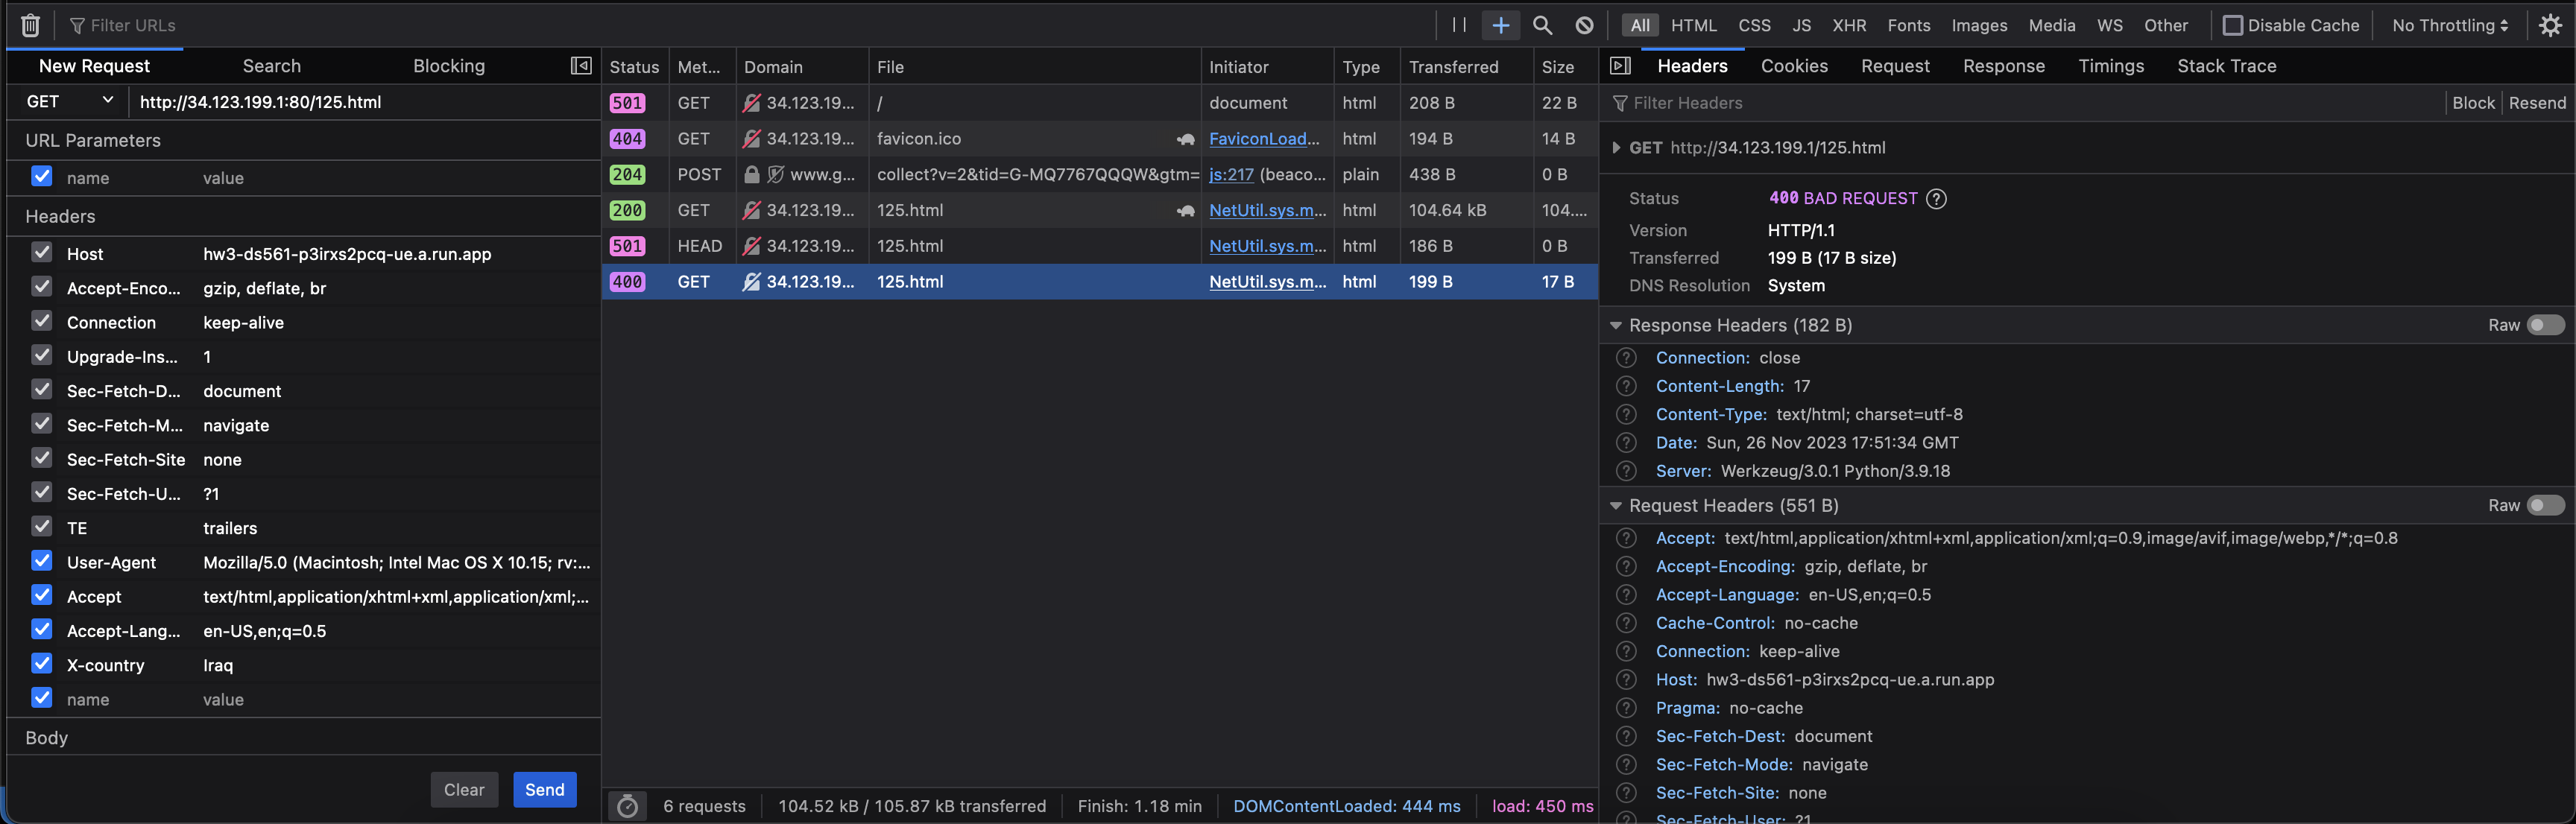 Filter URLs
All HTML CSS JS XHR Fonts Images Media WS Other Disable Cache No Throttling
New Request Search Blocking
GET http://34.123.199.1:80/125.html
URL Parameters
name value
Headers
Host hw3-ds561-p3irxs2pcq-ue.a.run.app
Accept-Enco... gzip, deflate, br
Connection keep-alive
Upgrade-Ins... 1
Sec-Fetch-D... document
Sec-Fetch-M... navigate
Sec-Fetch-Site none
Sec-Fetch-U... ?1
TE trailers
User-Agent Mozilla/5.0 (Macintosh; Intel Mac OS X 10.15; rv:...
Accept text/html,application/xhtml+xml,application/xml;...
Accept-Lang... en-US,en;q=0.5
X-country Iraq
name value
Body
Clear Send
Status Met... Domain File Initiator Type Transferred Size
501 GET 34.123.19... / document html 208 B 22 B
404 GET 34.123.19... favicon.ico FaviconLoad... html 194 B 14 B
204 POST www.g... collect?v=2&tid=G-MQ7767QQQW&gtm= js:217 (beaco... plain 438 B 0 B
200 GET 34.123.19... 125.html NetUtil.sys.m... html 104.64 kB 104....
501 HEAD 34.123.19... 125.html NetUtil.sys.m... html 186 B 0 B
400 GET 34.123.19... 125.html NetUtil.sys.m... html 199 B 17 B
6 requests 104.52 kB / 105.87 kB transferred Finish: 1.18 min DOMContentLoaded: 444 ms load: 450 ms
Headers Cookies Request Response Timings Stack Trace
Filter Headers Block Resend
GET http://34.123.199.1/125.html
Status 400 BAD REQUEST ?
Version HTTP/1.1
Transferred 199 B (17 B size)
DNS Resolution System
Response Headers (182 B) Raw
? Connection: close
? Content-Length: 17
? Content-Type: text/html; charset=utf-8
? Date: Sun, 26 Nov 2023 17:51:34 GMT
? Server: Werkzeug/3.0.1 Python/3.9.18
Request Headers (551 B) Raw
? Accept: text/html,application/xhtml+xml,application/xml;q=0.9,image/avif,image/webp,*/*;q=0.8
? Accept-Encoding: gzip, deflate, br
? Accept-Language: en-US,en;q=0.5
? Cache-Control: no-cache
? Connection: keep-alive
? Host: hw3-ds561-p3irxs2pcq-ue.a.run.app
? Pragma: no-cache
? Sec-Fetch-Dest: document
? Sec-Fetch-Mode: navigate
? Sec-Fetch-Site: none
? Sec-Fetch-User: ?1